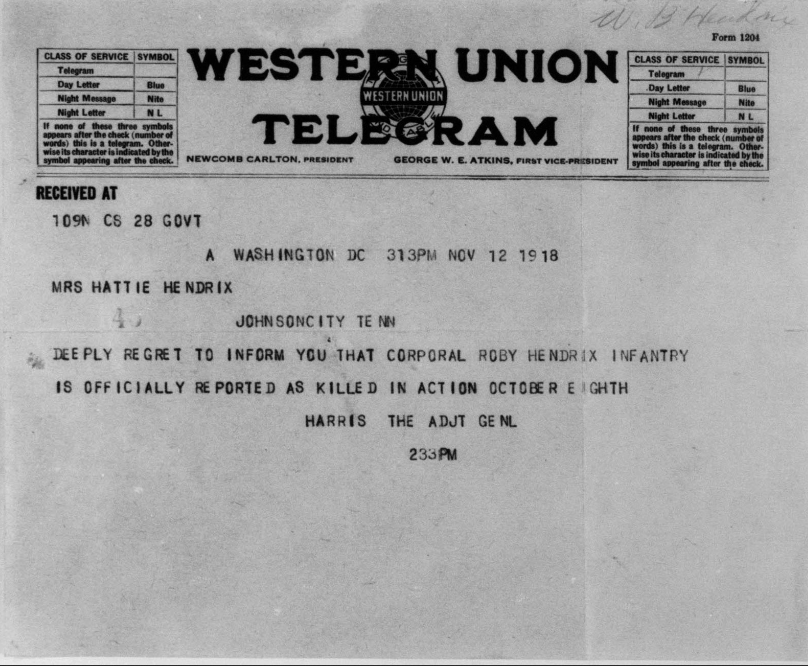 W. B. Hendrix
Form 1204
CLASS OF SERVICE SYMBOL
Telegram
Day Letter Blue
Night Message Nite
Night Letter N L
If none of these three symbols
appears after the check (number of
words) this is a telegram. Other-
wise its character is indicated by the
symbol appearing after the check.
WESTERN UNION
WESTERN UNION
TELEGRAM
NEWCOMB CARLTON, PRESIDENT GEORGE W. E. ATKINS, FIRST VICE-PRESIDENT
CLASS OF SERVICE SYMBOL
Telegram
Day Letter Blue
Night Message Nite
Night Letter N L
If none of these three symbols
appears after the check (number of
words) this is a telegram. Other-
wise its character is indicated by the
symbol appearing after the check.
RECEIVED AT
109N CS 28 GOVT
A WASHINGTON DC 313PM NOV 12 1918
MRS HATTIE HENDRIX
JOHNSONCITY TENN
DEEPLY REGRET TO INFORM YOU THAT CORPORAL ROBY HENDRIX INFANTRY
IS OFFICIALLY REPORTED AS KILLED IN ACTION OCTOBER EIGHTH
HARRIS THE ADJT GENL
233PM